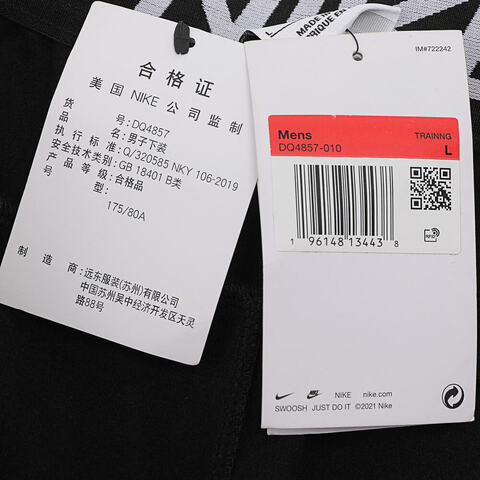 合格证
美国 NIKE 公司监制
货号: DQ4857
品名: 男子下装
执行标准: Q/320585 NKY 106-2019
安全技术类别: GB 18401 B类
产品等级: 合格品
号型:
175/80A
制造商: 远东服装(苏州)有限公司
中国苏州吴中经济开发区天灵
路88号
MADE IN
IM#722242
Mens TRAINNG
DQ4857-010 L
1 96148 13443 8
RFID
NIKE nike.com
SWOOSH JUST DO IT ©2021 Nike